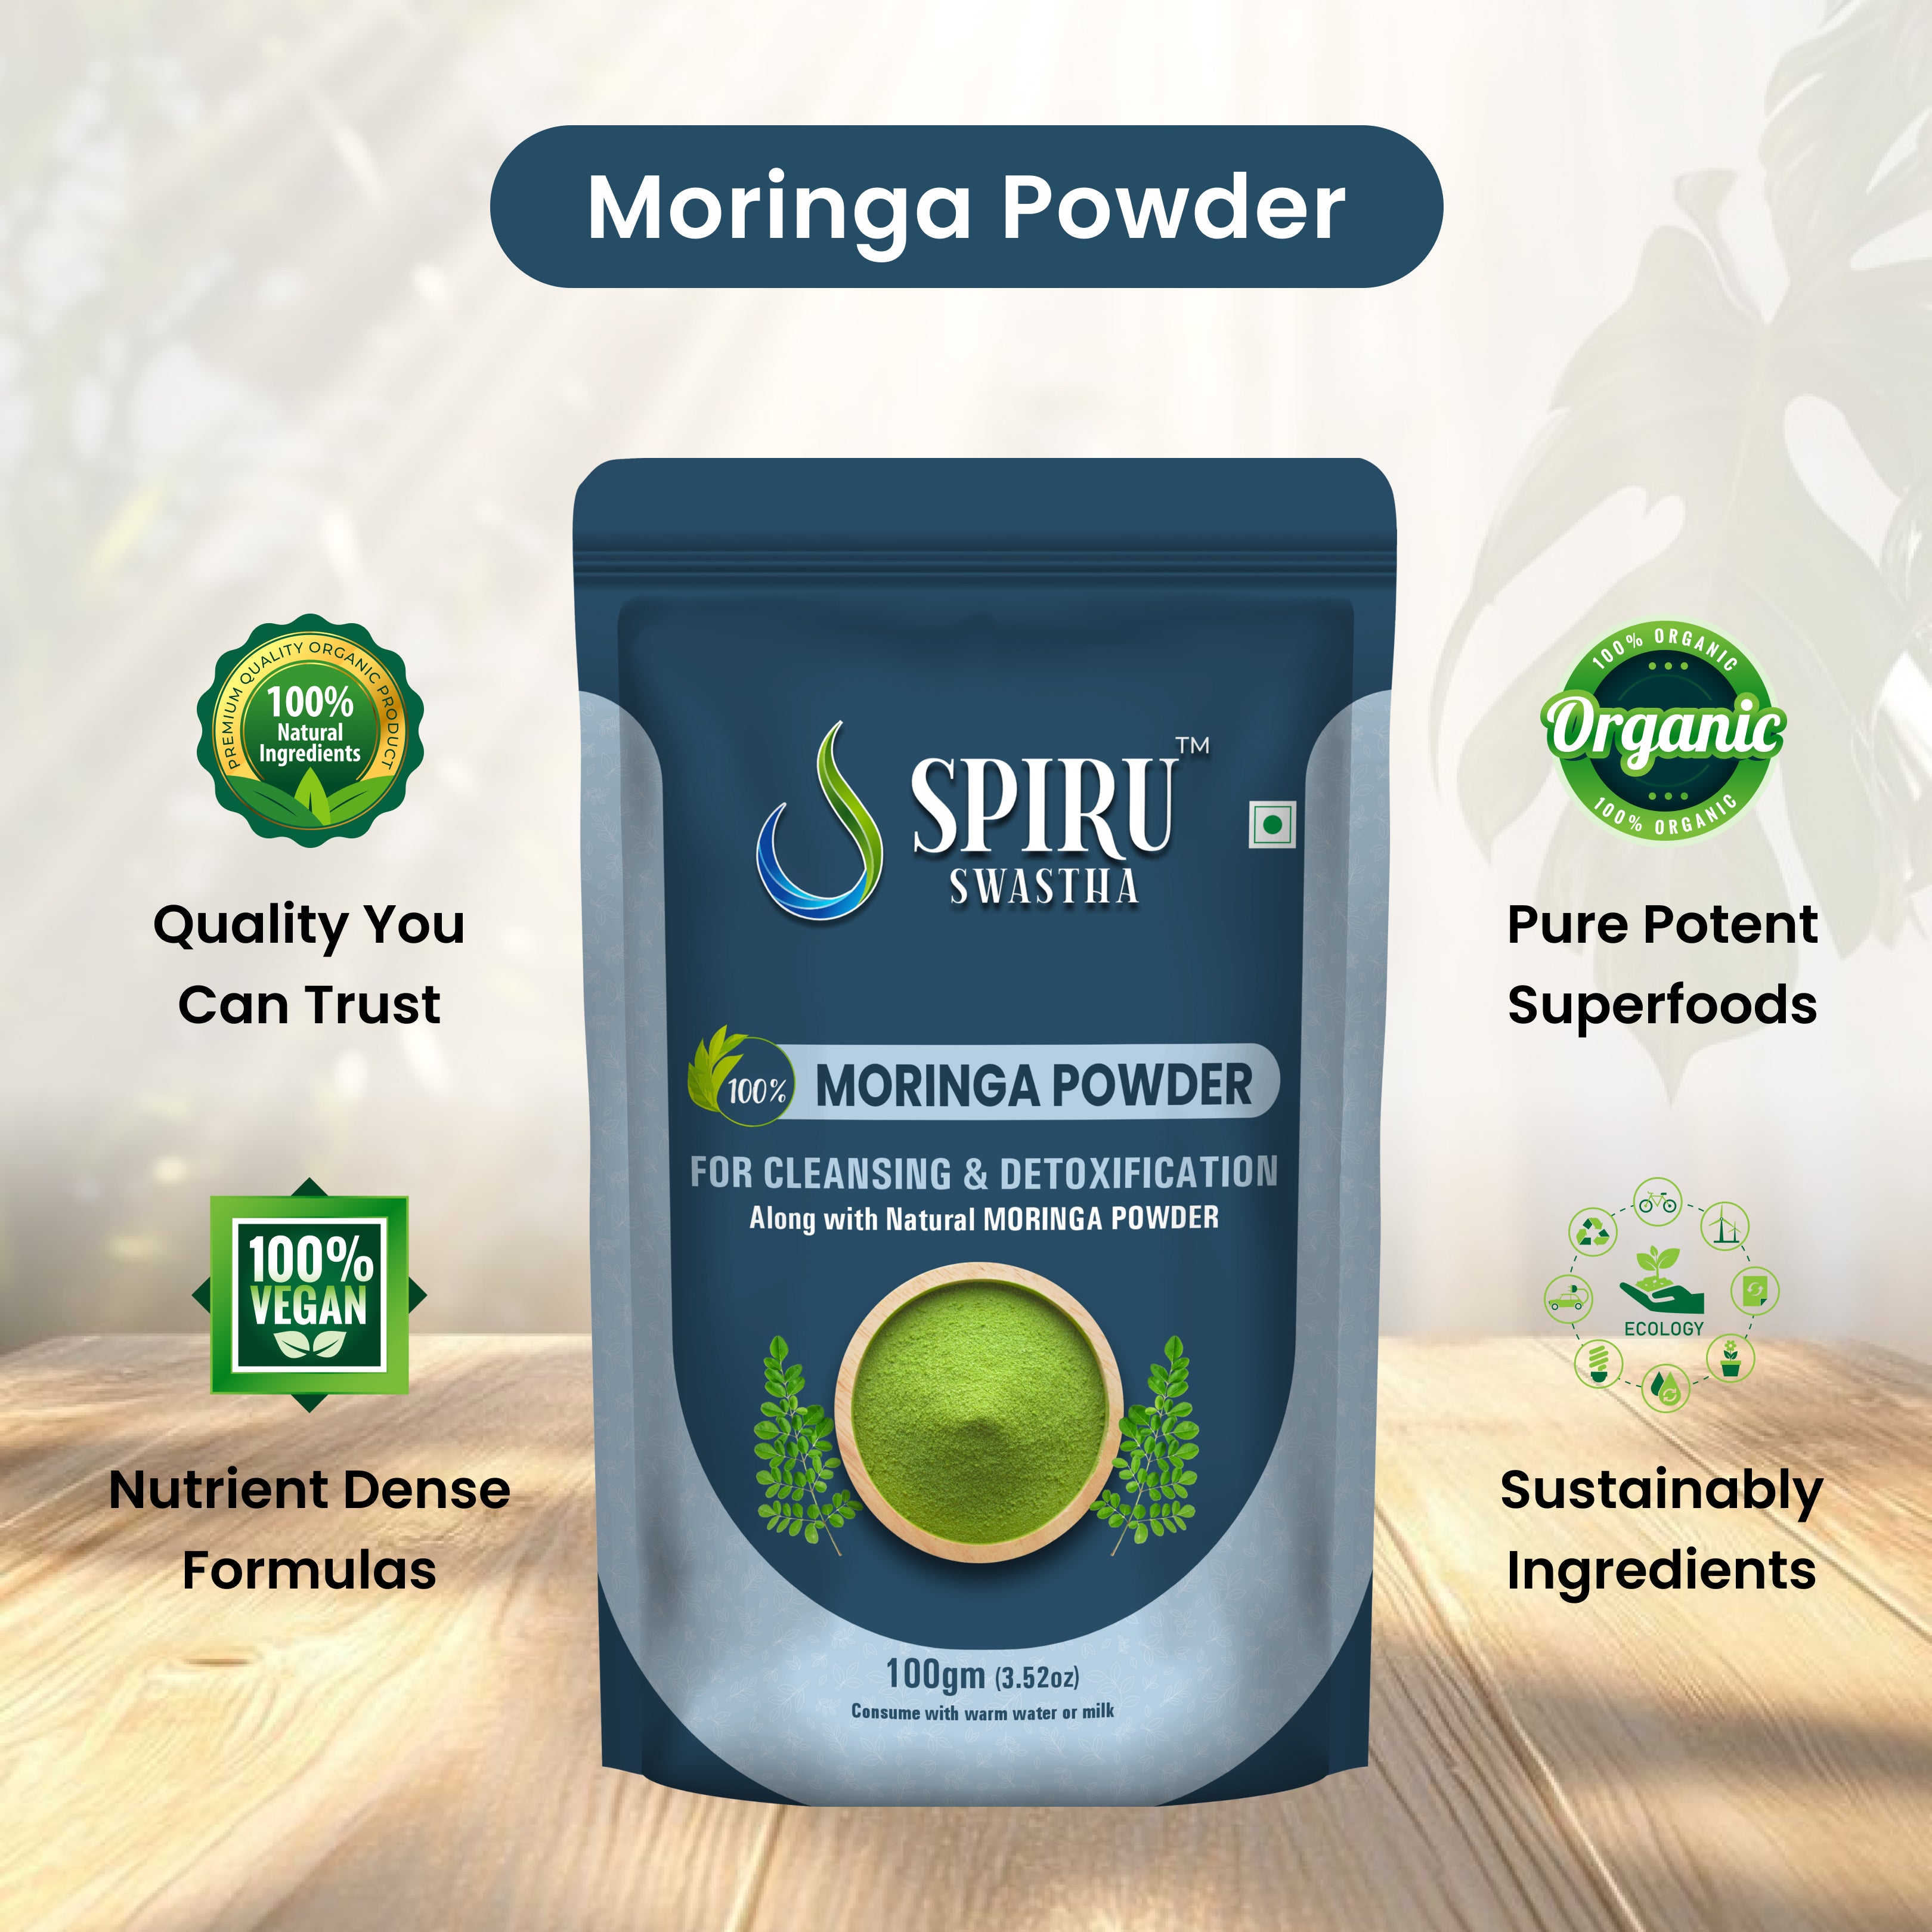 Moringa Powder
PREMIUM QUALITY ORGANIC PRODUCT
100%
Natural
Ingredients
Quality You
Can Trust
100%
VEGAN
Nutrient Dense
Formulas
SPIRU™
SWASTHA
100% MORINGA POWDER
FOR CLEANSING & DETOXIFICATION
Along with Natural MORINGA POWDER
100gm (3.52oz)
Consume with warm water or milk
100% ORGANIC
Organic
100% ORGANIC
Pure Potent
Superfoods
ECOLOGY
Sustainably
Ingredients